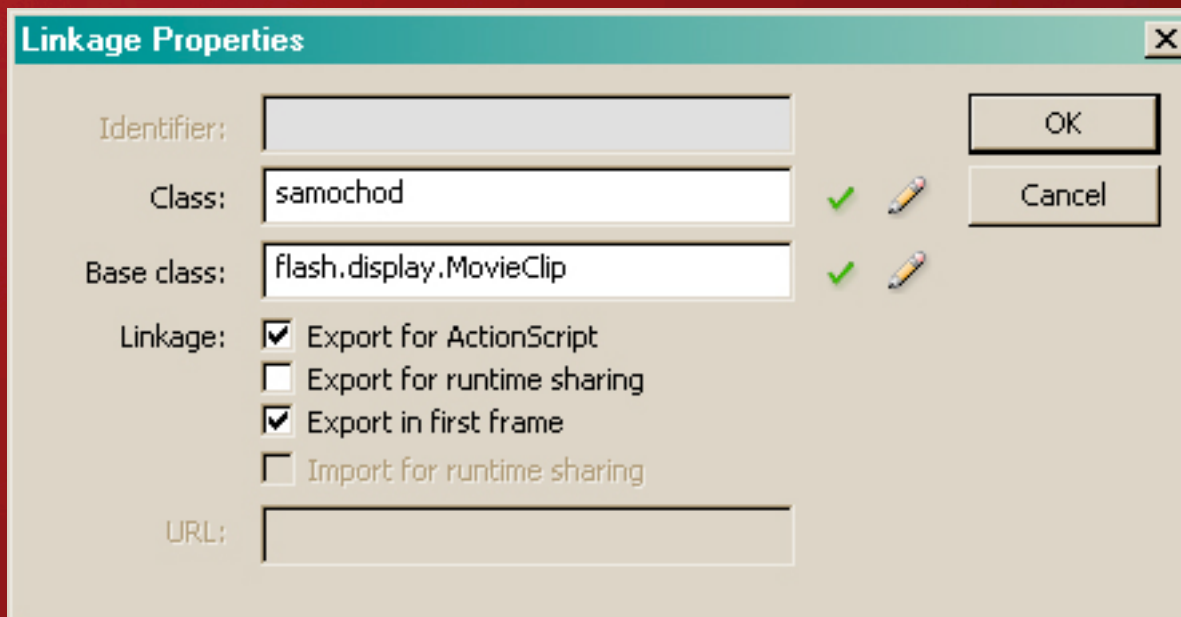 Linkage Properties
Identifier:
OK
Class: samochod
Cancel
Base class: flash.display.MovieClip
Linkage: Export for ActionScript
Export for runtime sharing
Export in first frame
Import for runtime sharing
URL: